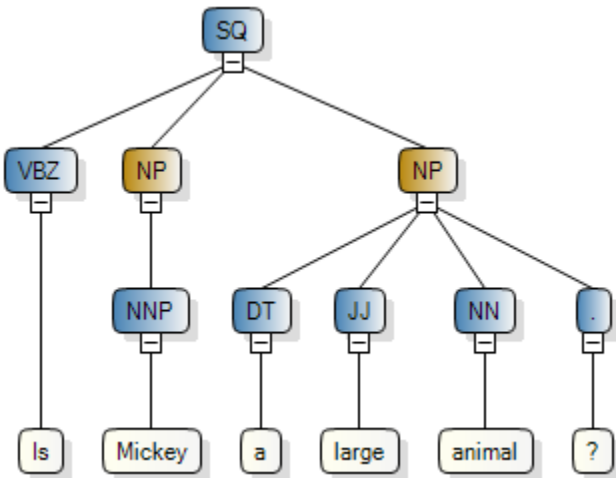 SQ
VBZ NP NP
NNP DT JJ NN .
Is Mickey a large animal ?